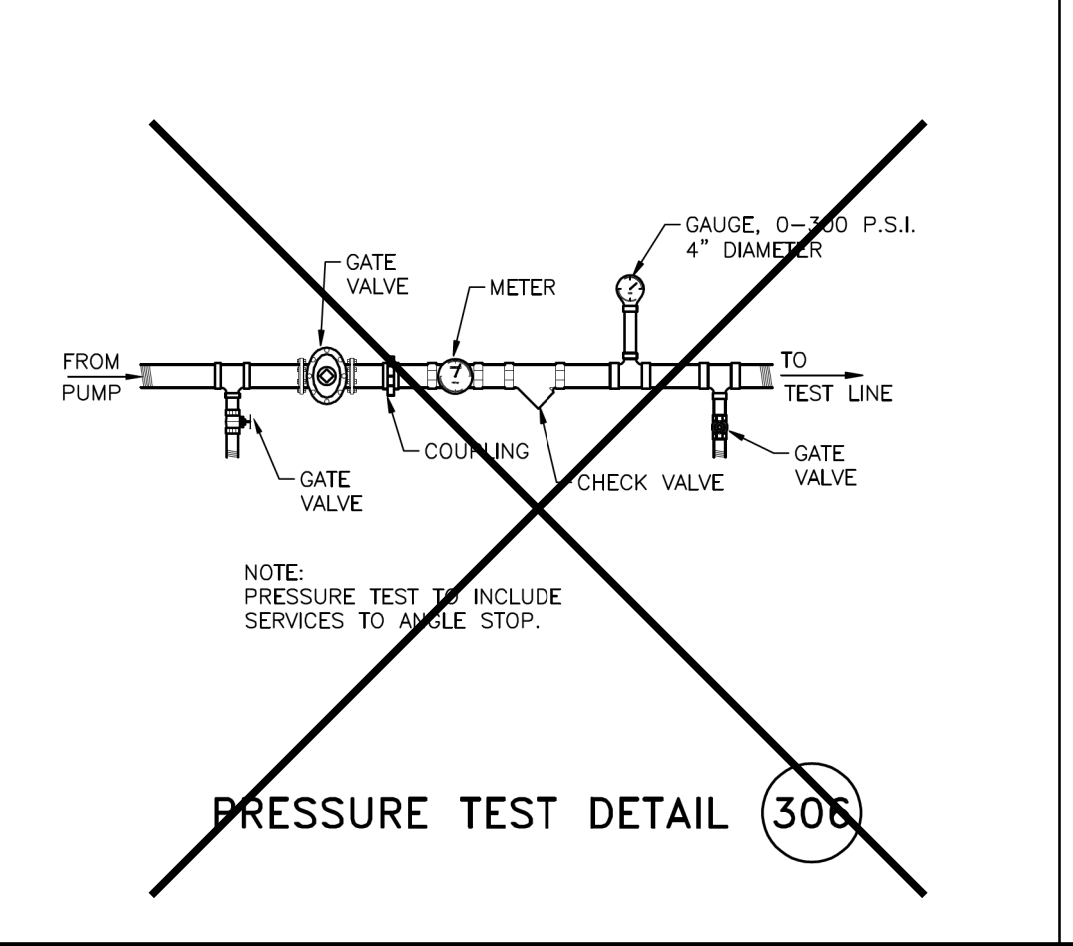 GAUGE, 0-300 P.S.I.
4" DIAMETER
GATE
VALVE
METER
FROM
PUMP
TO
TEST LINE
COUPLING
GATE
VALVE
CHECK VALVE
GATE
VALVE
NOTE:
PRESSURE TEST TO INCLUDE
SERVICES TO ANGLE STOP.
PRESSURE TEST DETAIL 306